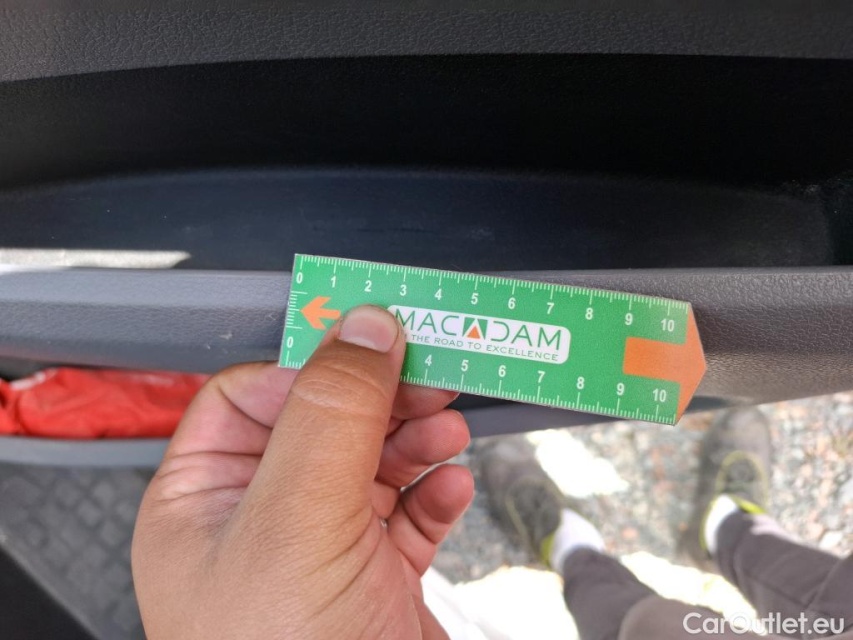 0 1 2 3 4 5 6 7 8 9 10
MACADAM
THE ROAD TO EXCELLENCE
0 4 5 6 7 8 9 10
CarOutlet.eu